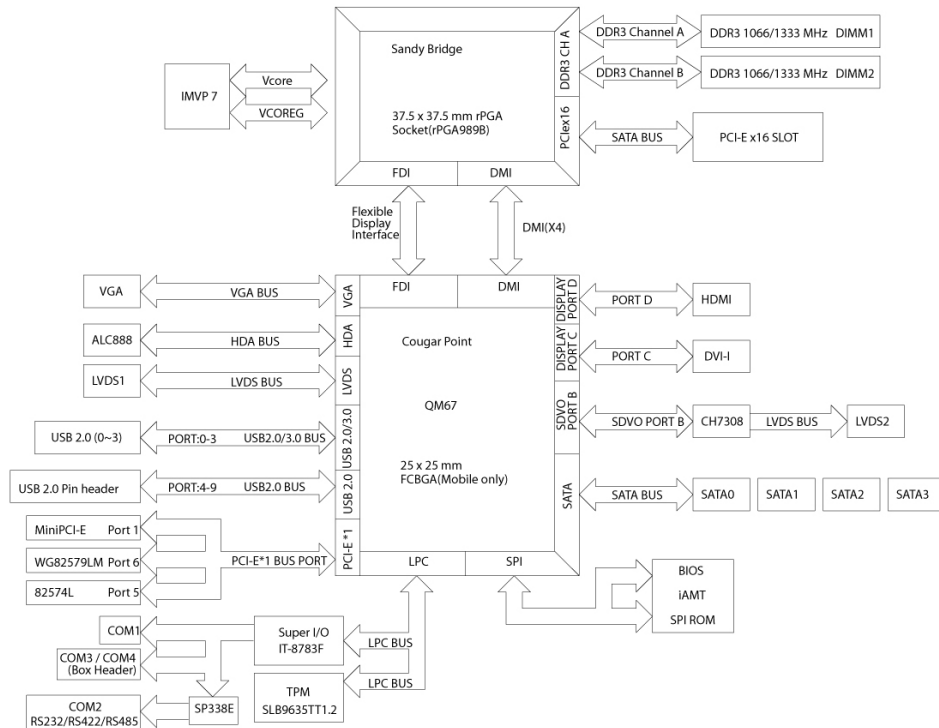 Sandy Bridge
37.5 x 37.5 mm rPGA
Socket(rPGA989B)
DDR3 CH A
PCIex16
FDI
DMI
IMVP 7
Vcore
VCOREG
DDR3 Channel A
DDR3 1066/1333 MHz DIMM1
DDR3 Channel B
DDR3 1066/1333 MHz DIMM2
SATA BUS
PCI-E x16 SLOT
Flexible
Display
Interface
DMI(X4)
FDI
DMI
Cougar Point
QM67
25 x 25 mm
FCBGA(Mobile only)
VGA
VGA BUS
VGA
ALC888
HDA BUS
HDA
LVDS1
LVDS BUS
LVDS
USB 2.0 (0~3)
PORT:0-3 USB2.0/3.0 BUS
USB 2.0/3.0
USB 2.0 Pin header
PORT:4-9 USB2.0 BUS
USB 2.0
MiniPCI-E Port 1
WG82579LM Port 6
82574L Port 5
PCI-E*1 BUS PORT
PCI-E *1
DISPLAY
PORT D
PORT D
HDMI
DISPLAY
PORT C
PORT C
DVI-I
SDVO
PORT B
SDVO PORT B
CH7308
LVDS BUS
LVDS2
SATA
SATA BUS
SATA0
SATA1
SATA2
SATA3
LPC
SPI
BIOS
iAMT
SPI ROM
COM1
COM3 / COM4
(Box Header)
COM2
RS232/RS422/RS485
SP338E
Super I/O
IT-8783F
LPC BUS
TPM
SLB9635TT1.2
LPC BUS